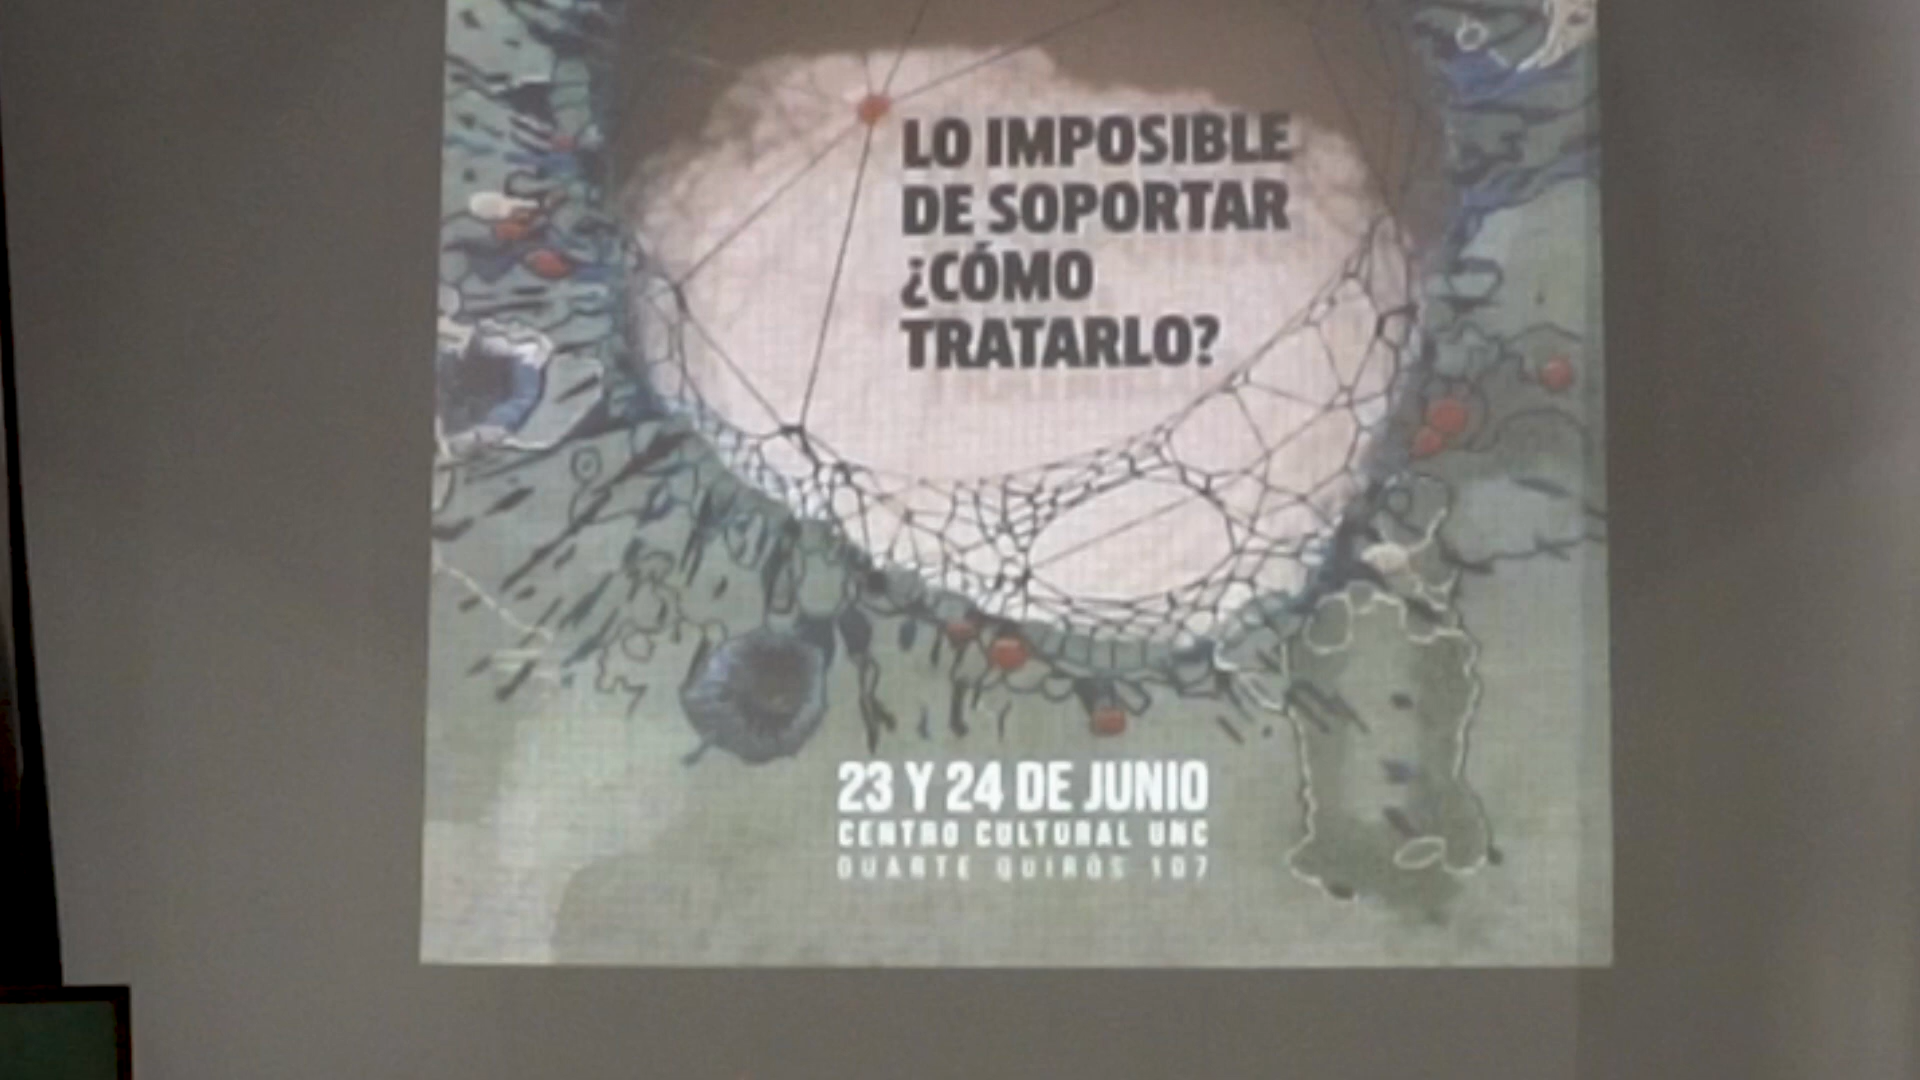 LO IMPOSIBLE
DE SOPORTAR
¿CÓMO
TRATARLO?
23 Y 24 DE JUNIO
CENTRO CULTURAL UNC
DUARTE QUIRÓS 107